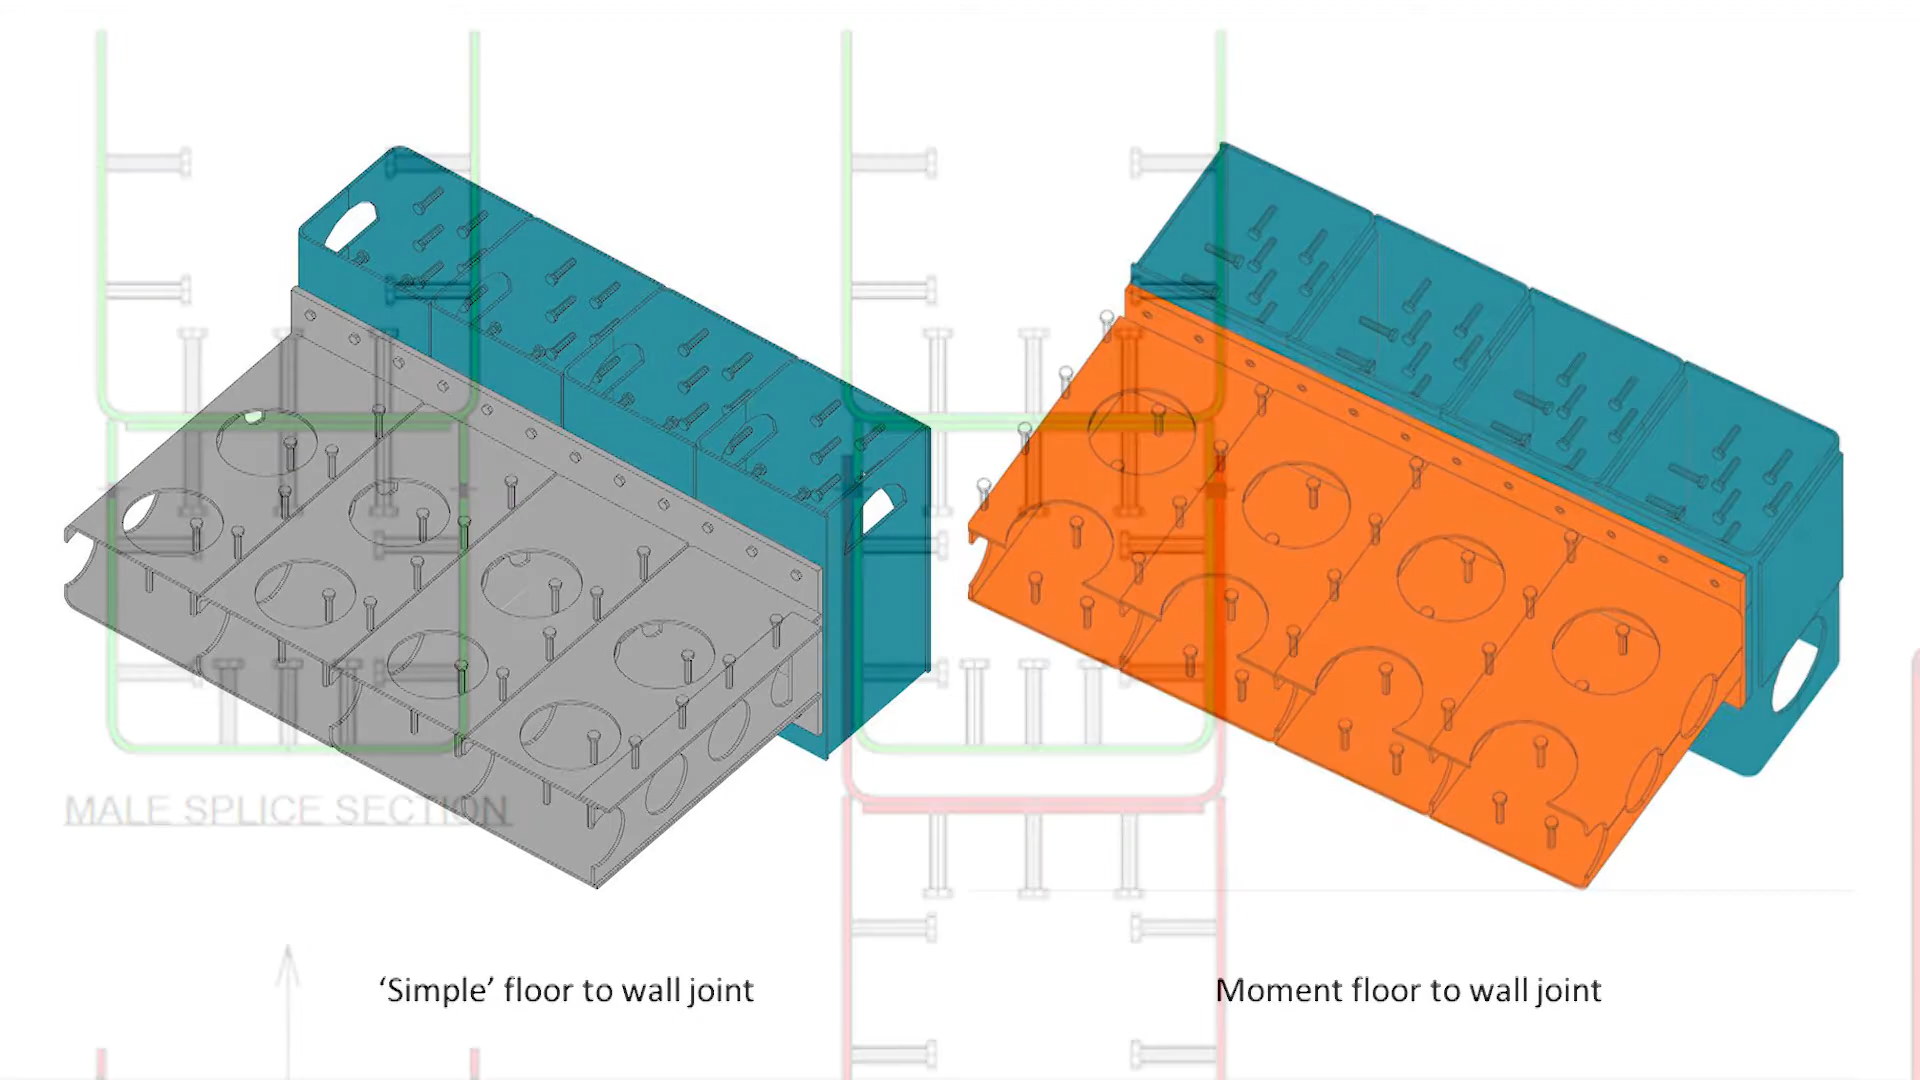 MALE SPLICE SECTION
‘Simple’ floor to wall joint
Moment floor to wall joint